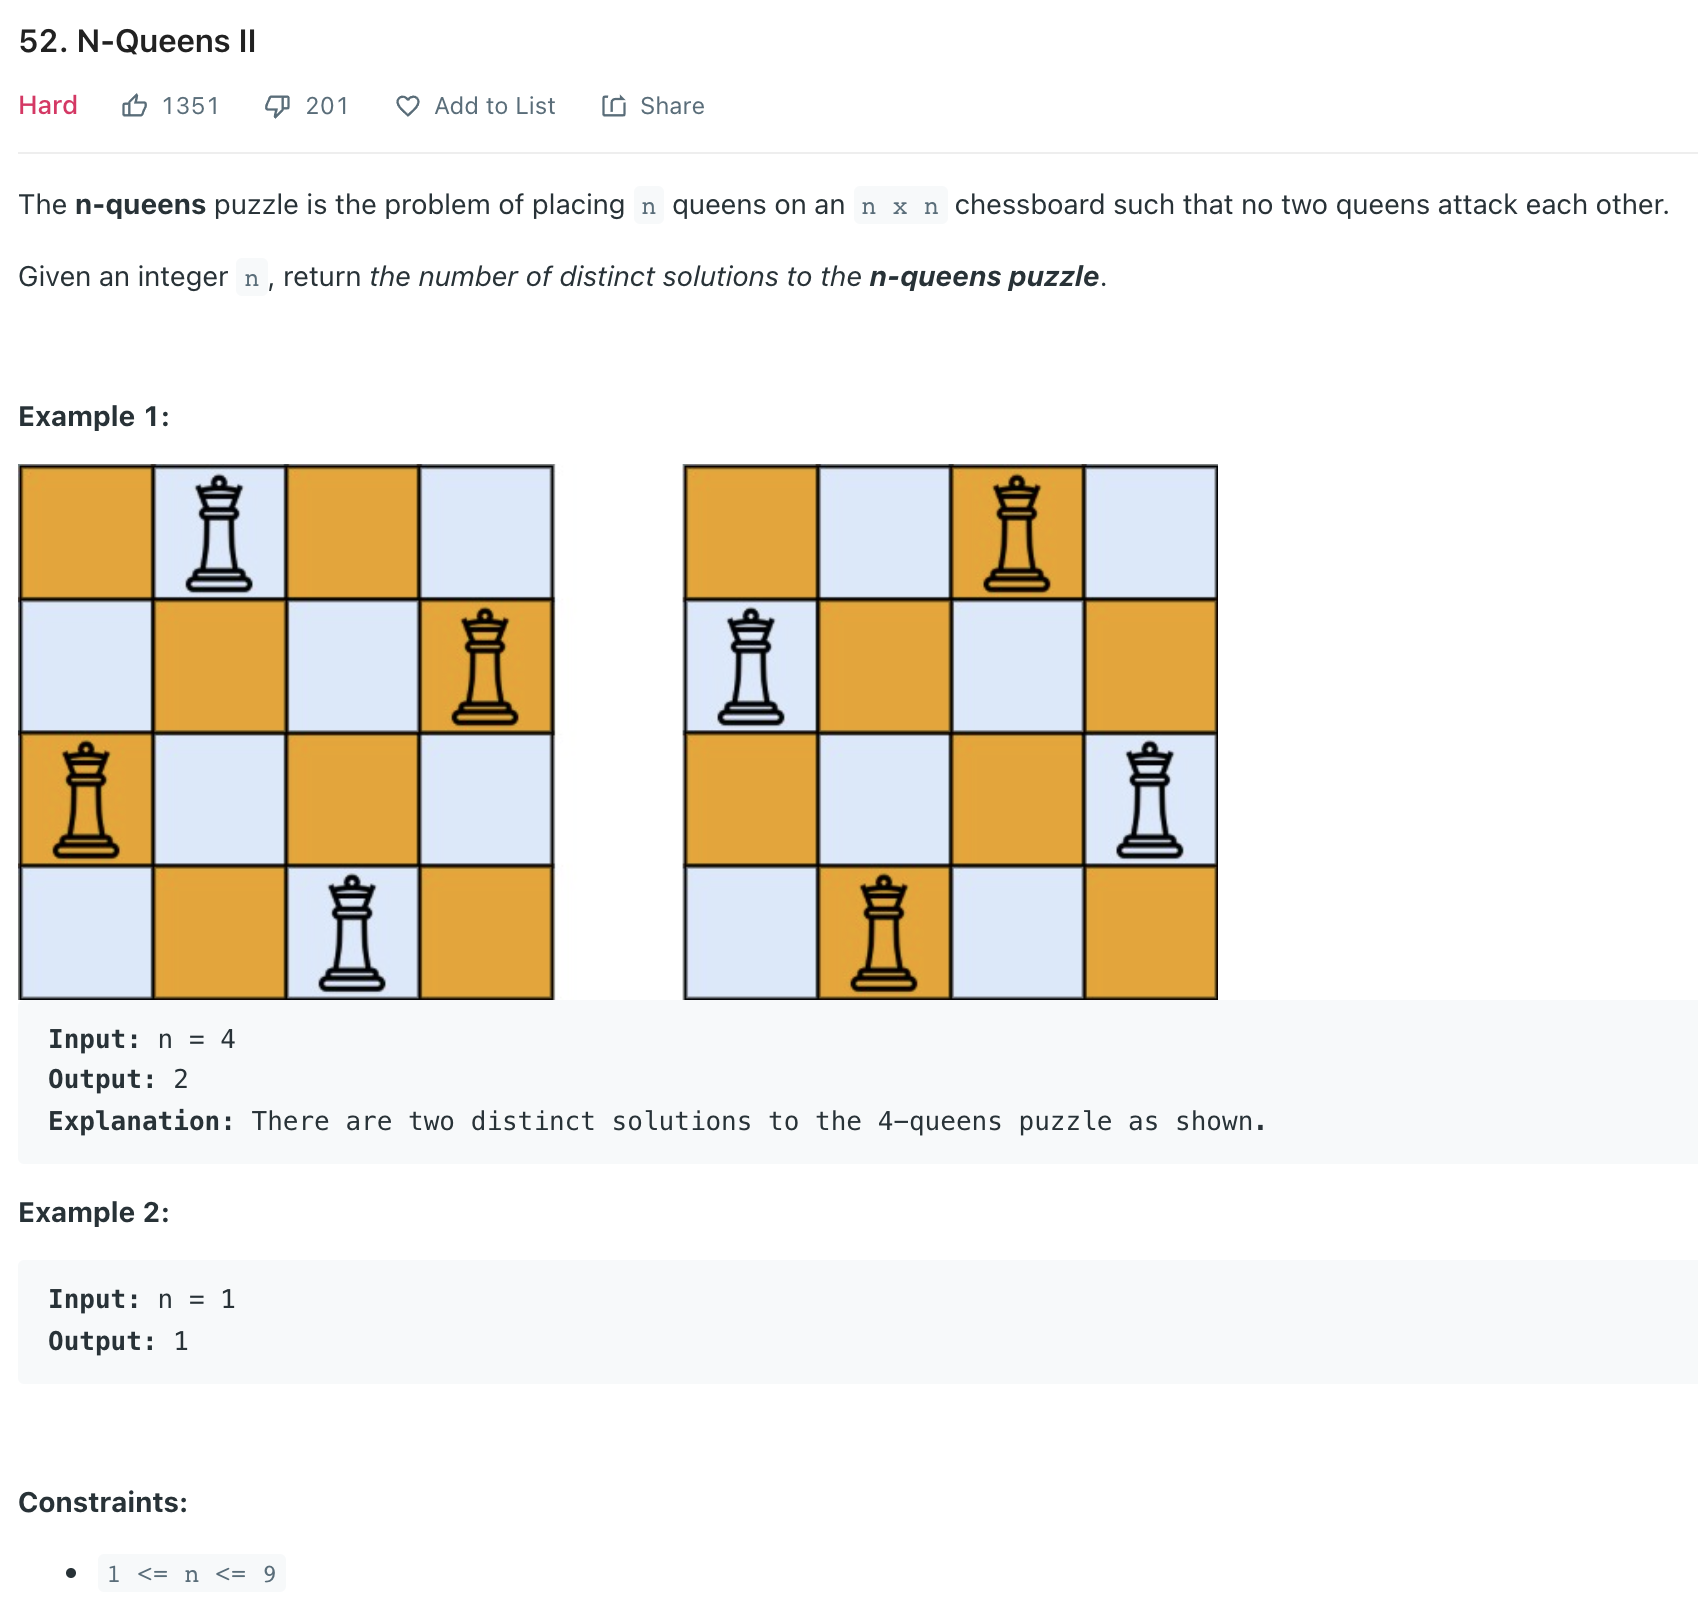 52. N-Queens II
Hard 1351 201 Add to List Share
The n-queens puzzle is the problem of placing n queens on an n x n chessboard such that no two queens attack each other.
Given an integer n, return the number of distinct solutions to the n-queens puzzle.
Example 1:
Input: n = 4
Output: 2
Explanation: There are two distinct solutions to the 4-queens puzzle as shown.
Example 2:
Input: n = 1
Output: 1
Constraints:
• 1 <= n <= 9